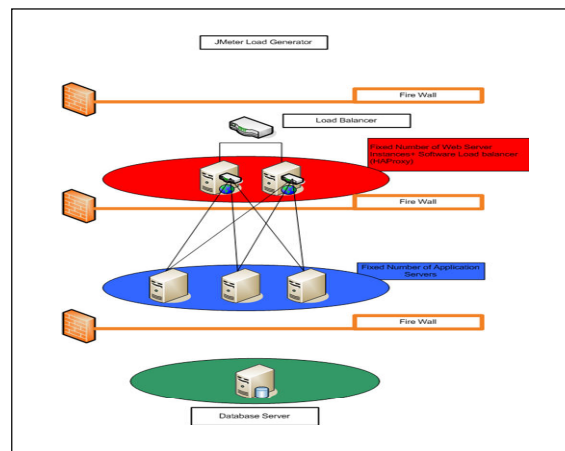 JMeter Load Generator
Fire Wall
Load Balancer
Fixed Number of Web Server
Instances+ Software Load balancer
(HAProxy)
Fire Wall
Fixed Number of Application
Servers
Fire Wall
Database Server